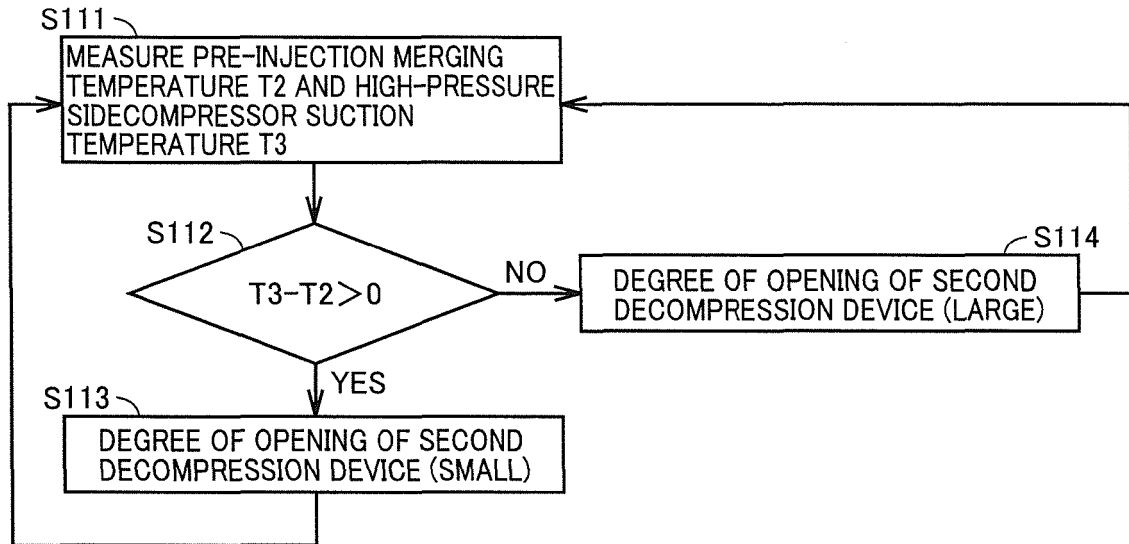 S111
MEASURE PRE-INJECTION MERGING
TEMPERATURE T2 AND HIGH-PRESSURE
SIDECOMPRESSOR SUCTION
TEMPERATURE T3
S112
T3-T2>0
NO
S114
DEGREE OF OPENING OF SECOND
DECOMPRESSION DEVICE (LARGE)
YES
S113
DEGREE OF OPENING OF SECOND
DECOMPRESSION DEVICE (SMALL)